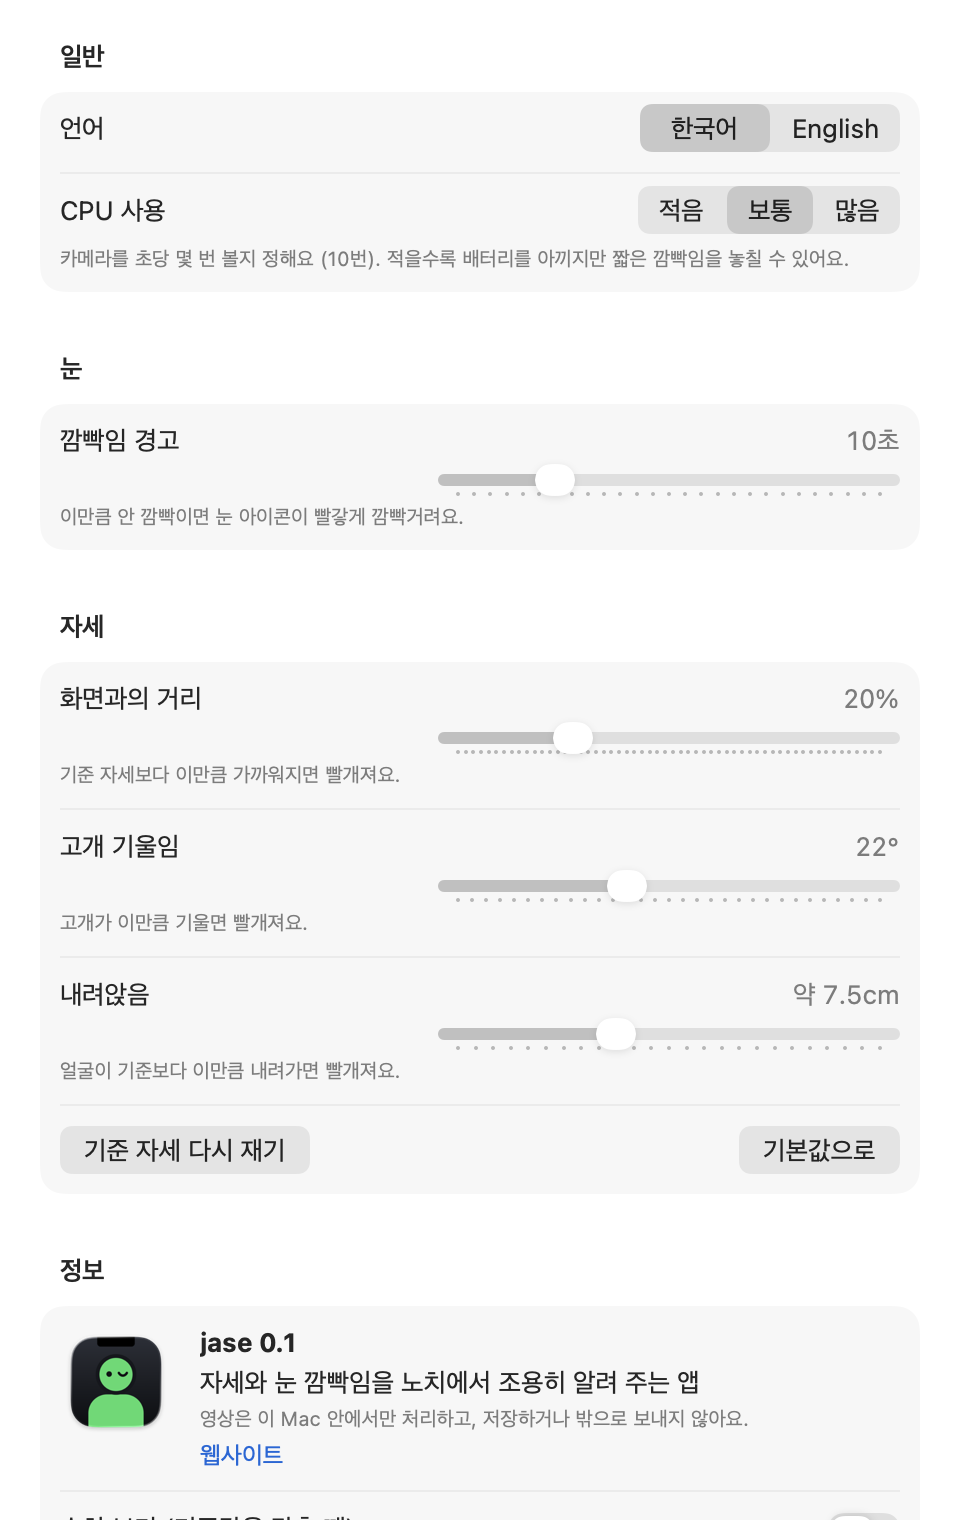 일반
언어
한국어
English
CPU 사용
적음
보통
많음
카메라를 초당 몇 번 볼지 정해요 (10번). 적을수록 배터리를 아끼지만 짧은 깜빡임을 놓칠 수 있어요.
눈
깜빡임 경고
10초
이만큼 안 깜빡이면 눈 아이콘이 빨갛게 깜빡거려요.
자세
화면과의 거리
20%
기준 자세보다 이만큼 가까워지면 빨개져요.
고개 기울임
22°
고개가 이만큼 기울면 빨개져요.
내려앉음
약 7.5cm
얼굴이 기준보다 이만큼 내려가면 빨개져요.
기준 자세 다시 재기
기본값으로
정보
jase 0.1
자세와 눈 깜빡임을 노치에서 조용히 알려 주는 앱
영상은 이 Mac 안에서만 처리하고, 저장하거나 밖으로 보내지 않아요.
웹사이트